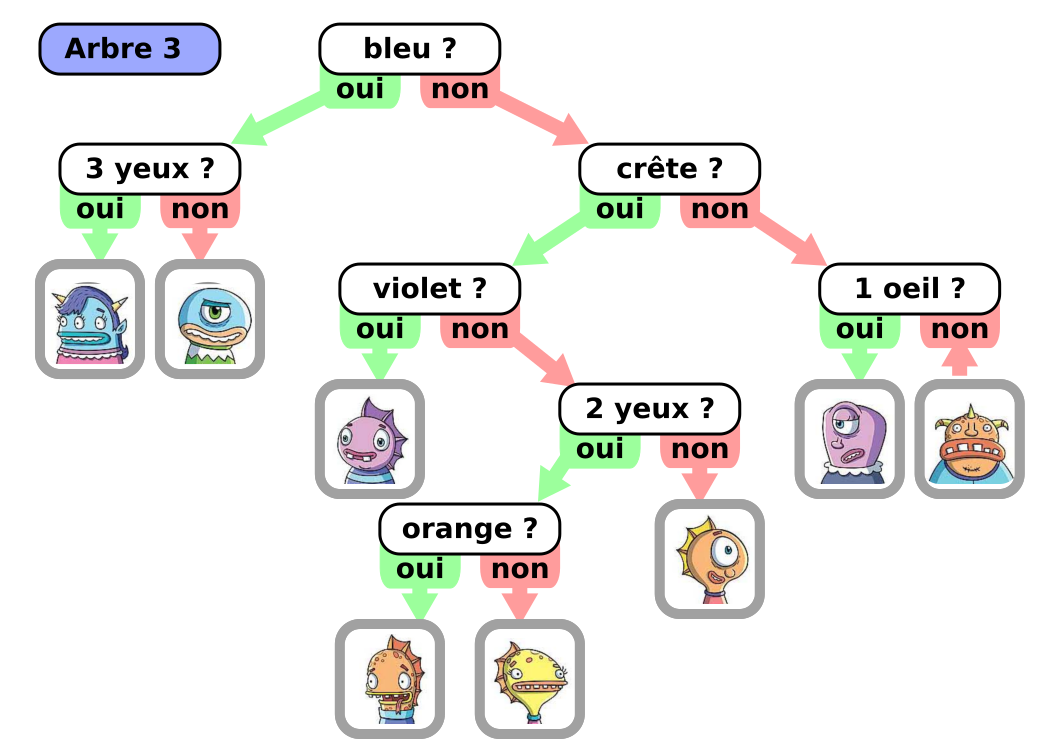 Arbre 3
bleu ?
oui non
3 yeux ?
oui non
crête ?
oui non
violet ?
oui non
1 oeil ?
oui non
2 yeux ?
oui non
orange ?
oui non